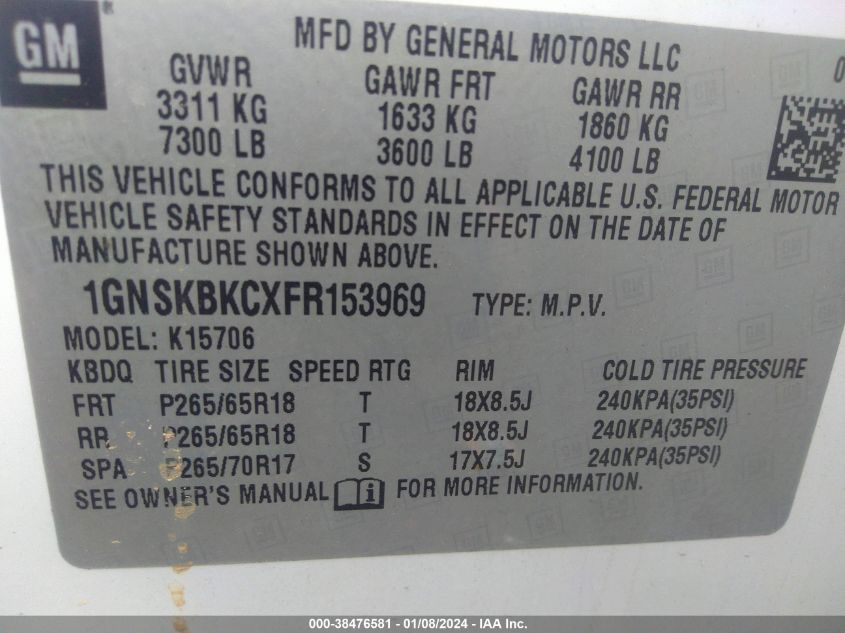 GM
MFD BY GENERAL MOTORS LLC
GVWR GAWR FRT GAWR RR
3311 KG 1633 KG 1860 KG
7300 LB 3600 LB 4100 LB
THIS VEHICLE CONFORMS TO ALL APPLICABLE U.S. FEDERAL MOTOR
VEHICLE SAFETY STANDARDS IN EFFECT ON THE DATE OF
MANUFACTURE SHOWN ABOVE.
1GNSKBKCXFR153969 TYPE: M.P.V.
MODEL: K15706
KBDQ TIRE SIZE SPEED RTG RIM COLD TIRE PRESSURE
FRT P265/65R18 T 18X8.5J 240KPA(35PSI)
RR P265/65R18 T 18X8.5J 240KPA(35PSI)
SPA P265/70R17 S 17X7.5J 240KPA(35PSI)
SEE OWNER'S MANUAL FOR MORE INFORMATION.
000-38476581 - 01/08/2024 - IAA Inc.